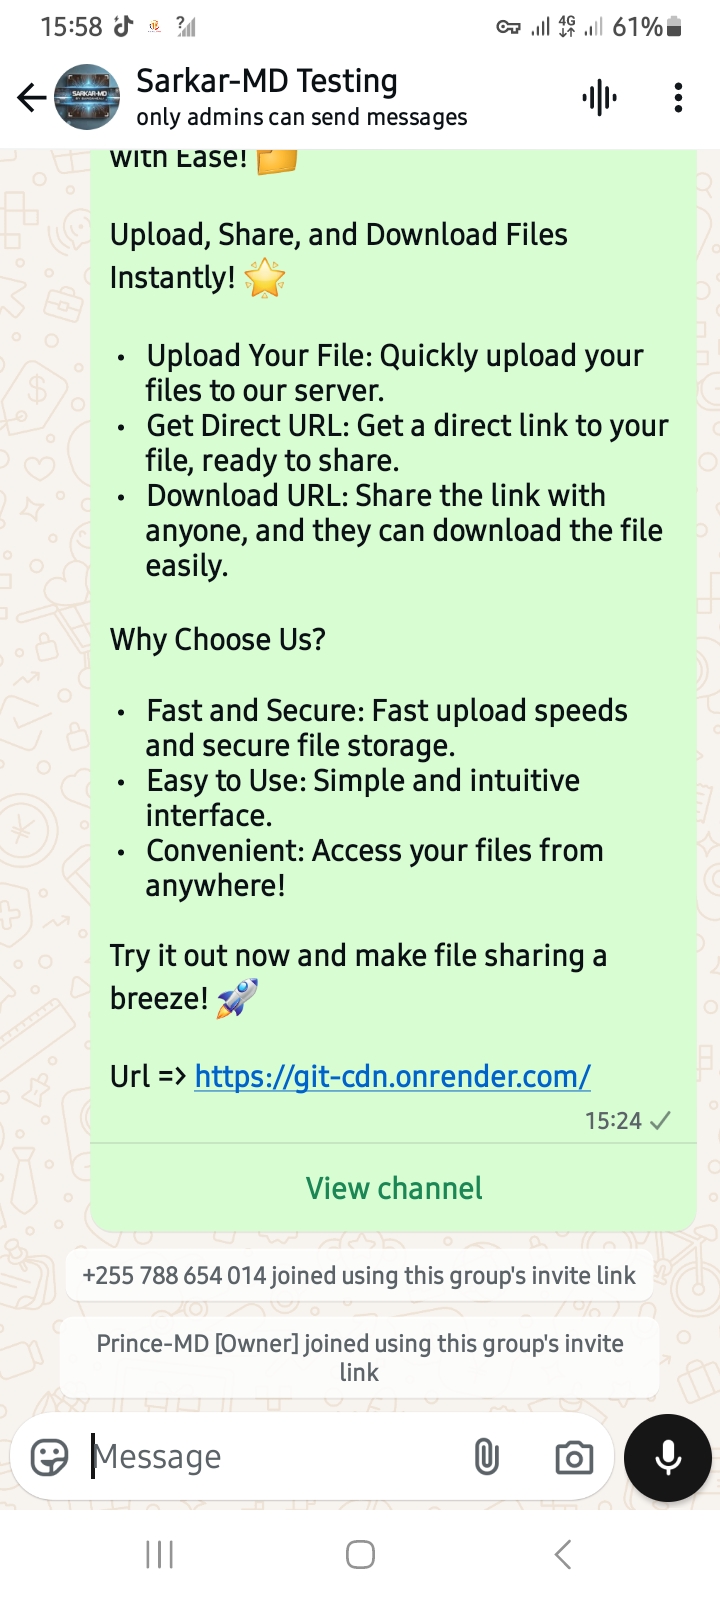 15:58
4G
61%
Sarkar-MD Testing
only admins can send messages
with Ease! 📁
Upload, Share, and Download Files
Instantly! 🌟
• Upload Your File: Quickly upload your
files to our server.
• Get Direct URL: Get a direct link to your
file, ready to share.
• Download URL: Share the link with
anyone, and they can download the file
easily.
Why Choose Us?
• Fast and Secure: Fast upload speeds
and secure file storage.
• Easy to Use: Simple and intuitive
interface.
• Convenient: Access your files from
anywhere!
Try it out now and make file sharing a
breeze! 🚀
Url => https://git-cdn.onrender.com/
15:24
View channel
+255 788 654 014 joined using this group's invite link
Prince-MD [Owner] joined using this group's invite
link
Message